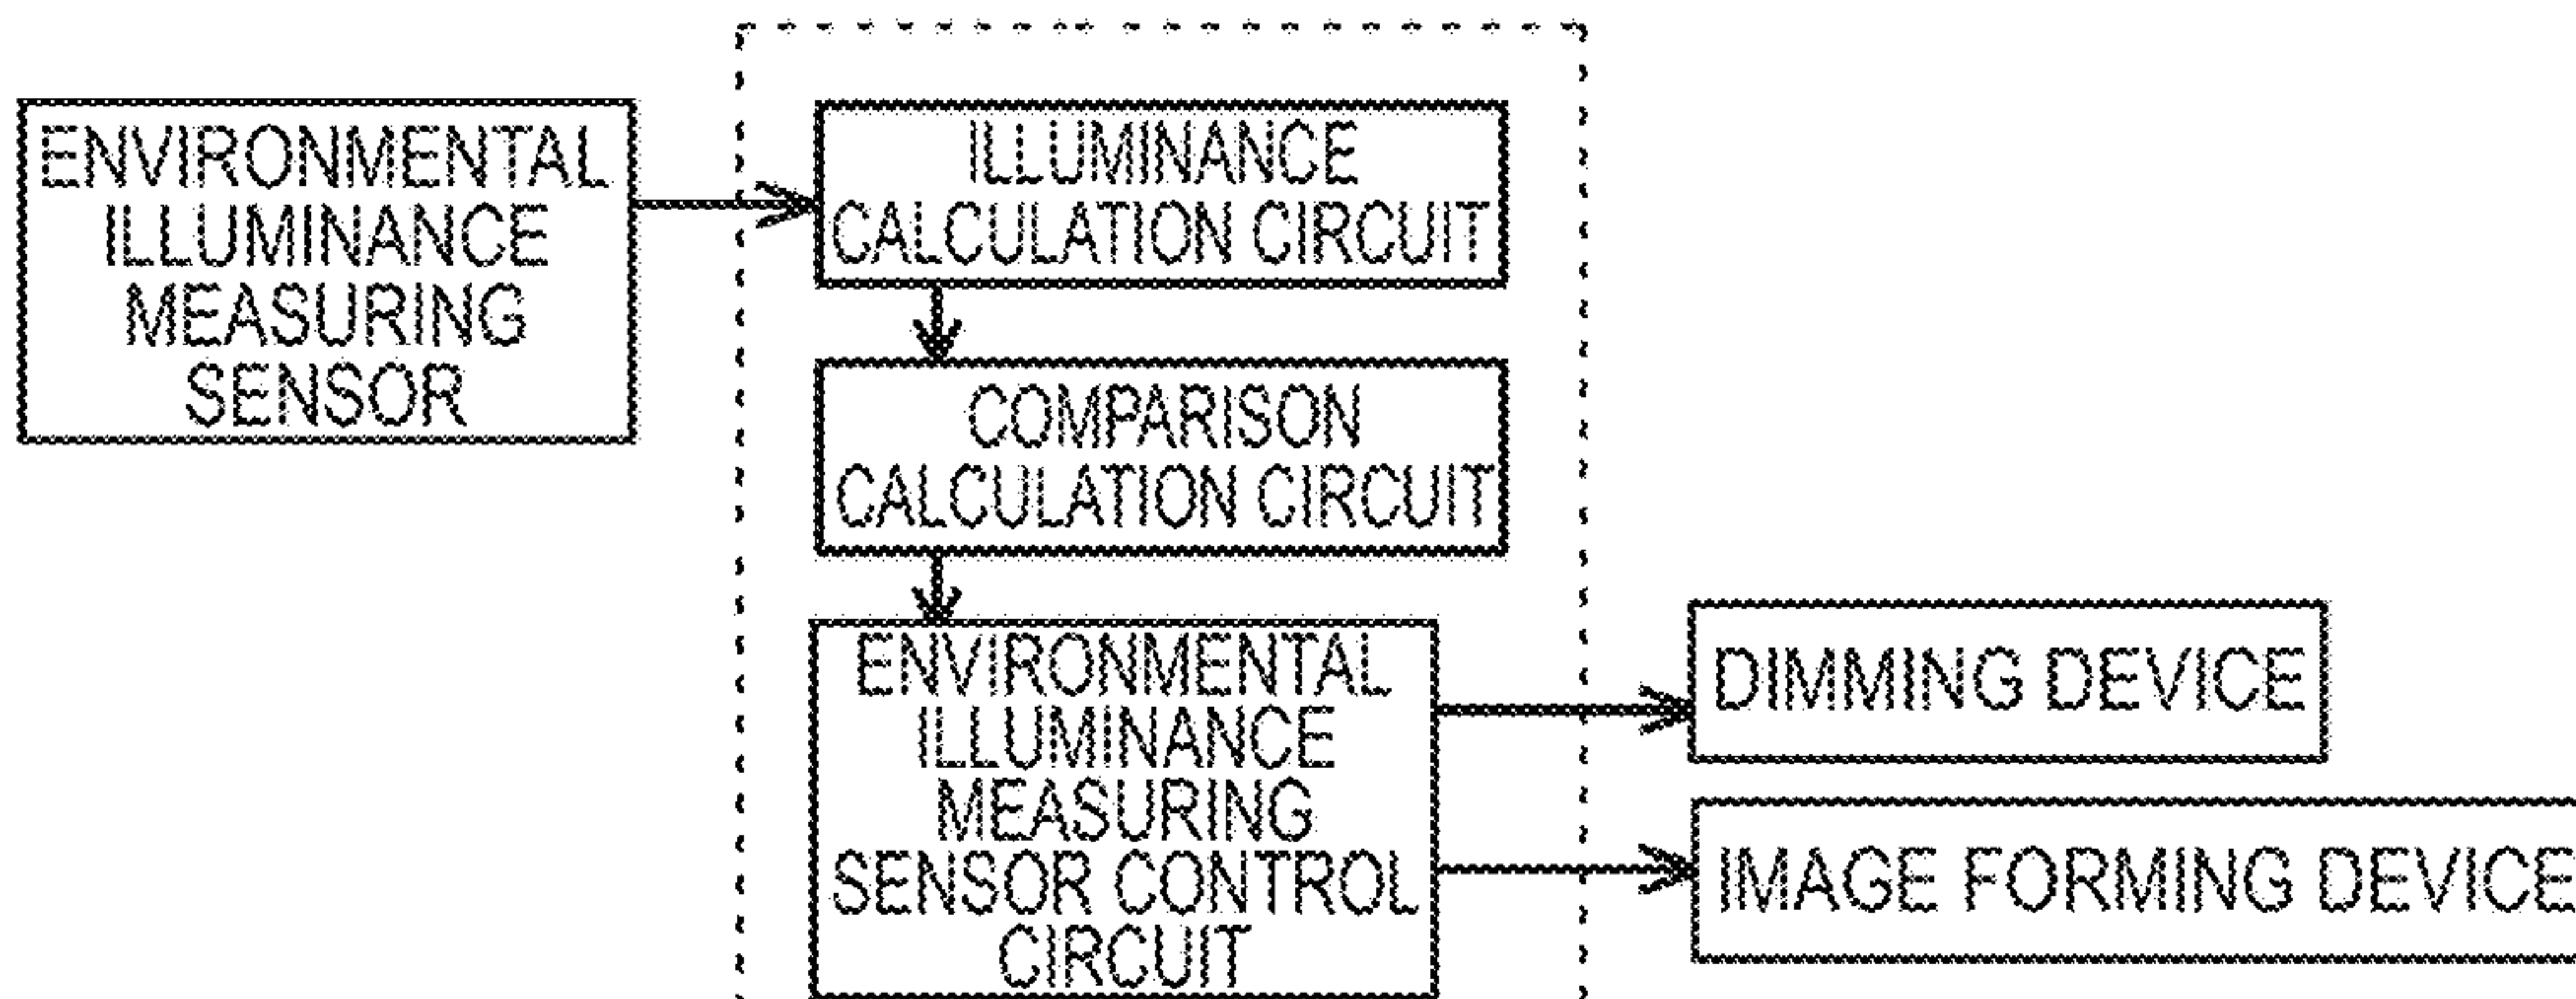 ENVIRONMENTAL
ILLUMINANCE
MEASURING
SENSOR
ILLUMINANCE
CALCULATION CIRCUIT
COMPARISON
CALCULATION CIRCUIT
ENVIRONMENTAL
ILLUMINANCE
MEASURING
SENSOR CONTROL
CIRCUIT
DIMMING DEVICE
IMAGE FORMING DEVICE